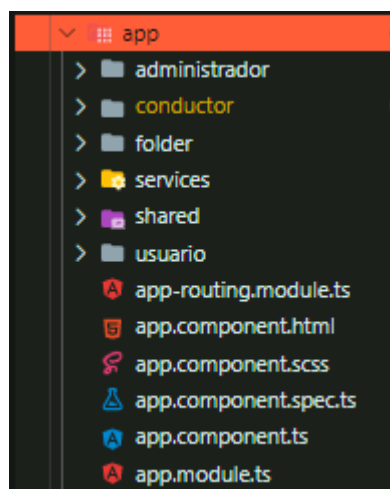 app
administrador
conductor
folder
services
shared
usuario
app-routing.module.ts
app.component.html
app.component.scss
app.component.spec.ts
app.component.ts
app.module.ts